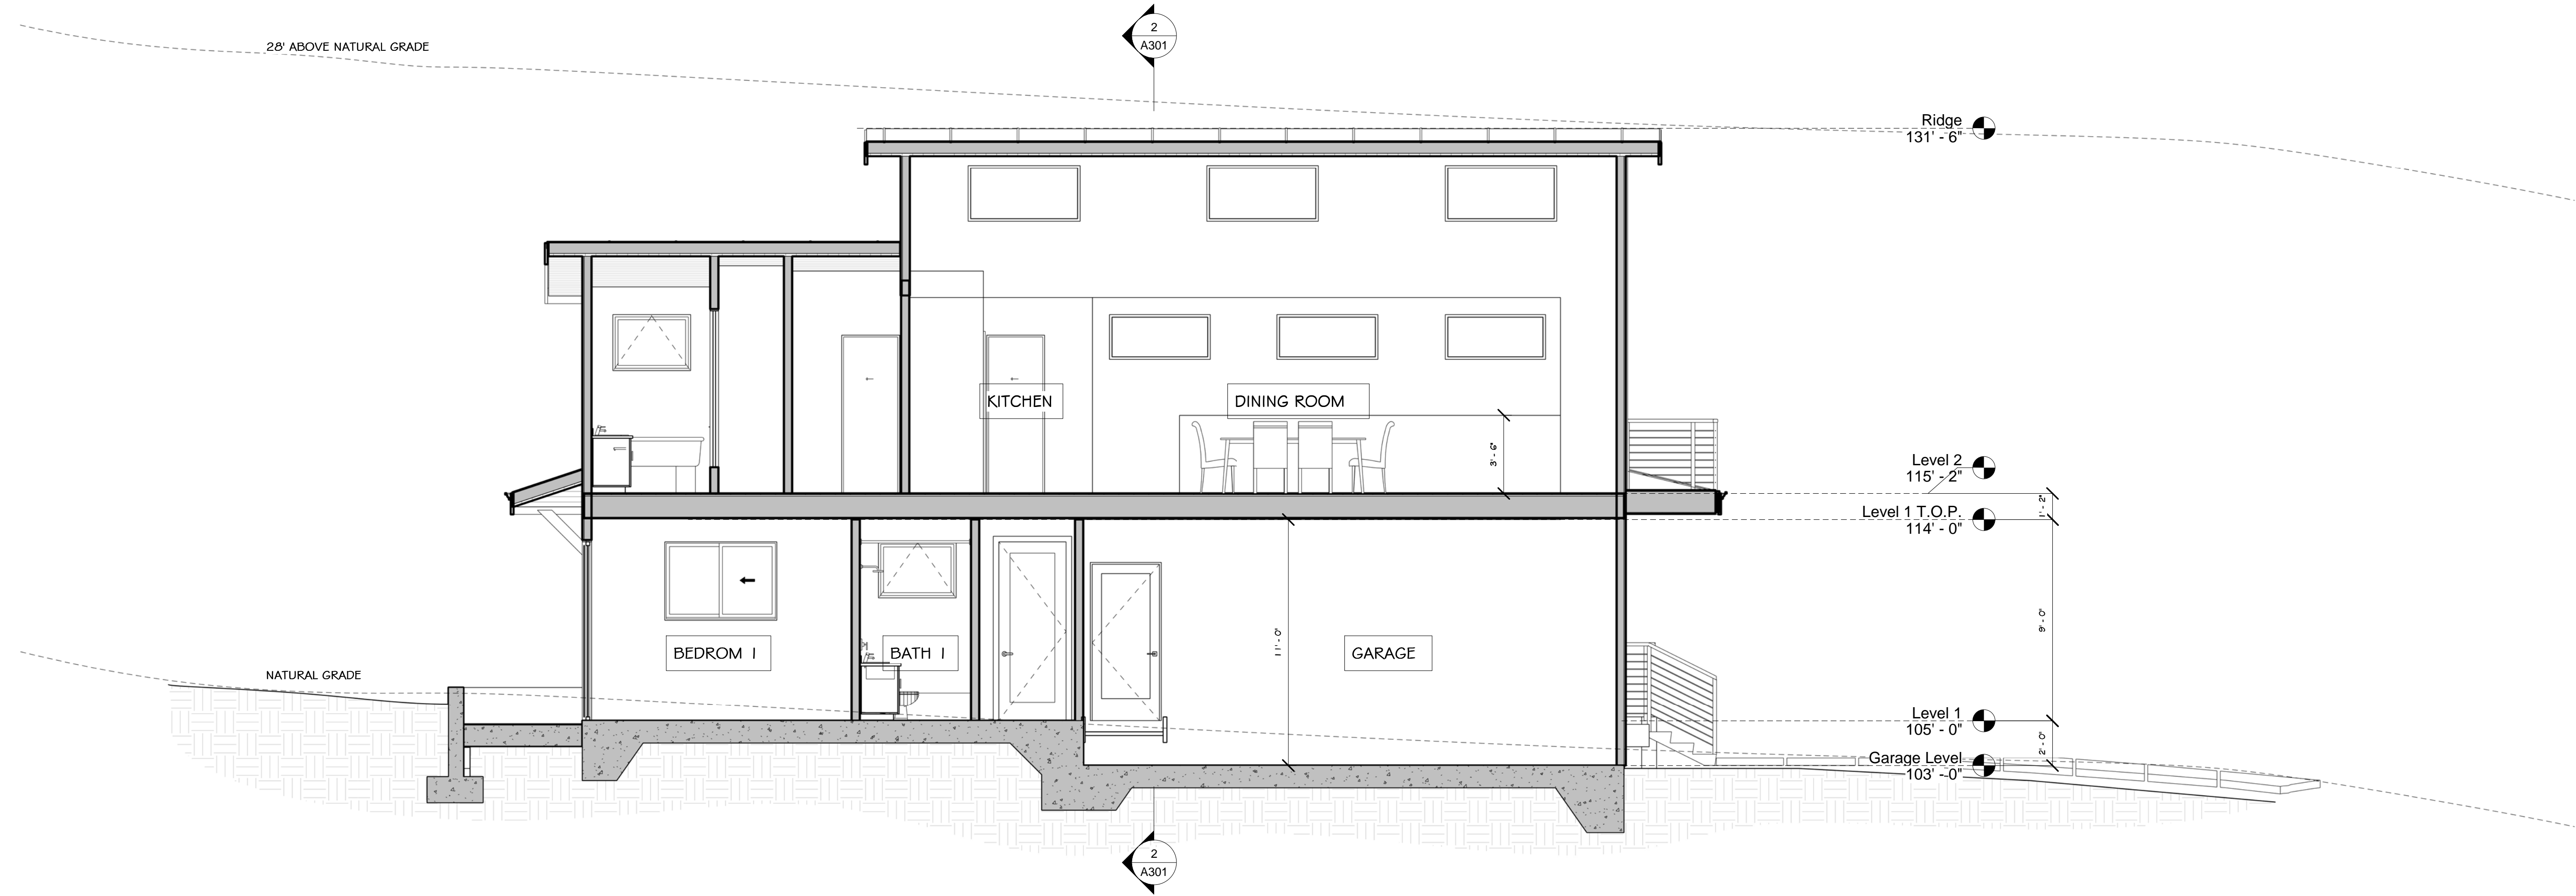 2
A301
28' ABOVE NATURAL GRADE
Ridge
131' - 6"
KITCHEN
DINING ROOM
3' - 6"
Level 2
115' - 2"
1' - 2"
Level 1 T.O.P.
114' - 0"
9' - 0"
11' - 0"
BEDROM 1
BATH 1
GARAGE
NATURAL GRADE
Level 1
105' - 0"
2' - 0"
Garage Level
103' - 0"
2
A301